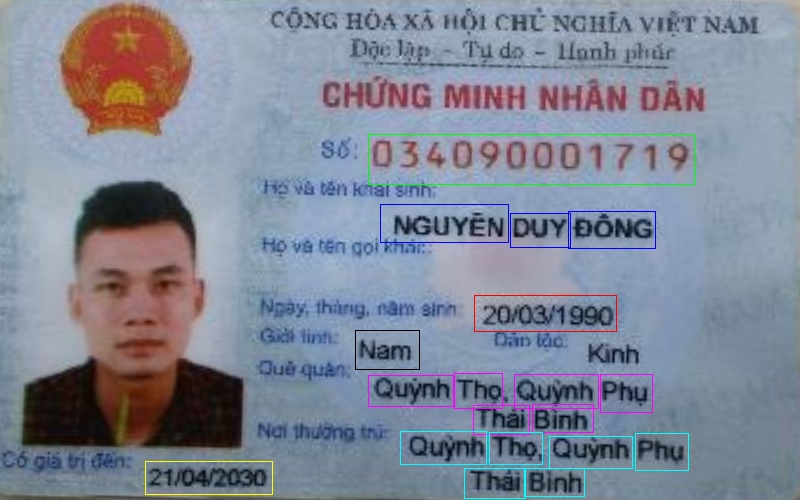 CỘNG HÒA XÃ HỘI CHỦ NGHĨA VIỆT NAM
Độc lập - Tự do - Hạnh phúc
CHỨNG MINH NHÂN DÂN
Số: 034090001719
Họ và tên khai sinh:
NGUYỄN DUY ĐÔNG
Họ và tên gọi khác:
Ngày, tháng, năm sinh: 20/03/1990
Giới tính: Nam Dân tộc: Kinh
Quê quán: Quỳnh Thọ, Quỳnh Phụ
Thái Bình
Nơi thường trú: Quỳnh Thọ, Quỳnh Phụ
Thái Bình
Có giá trị đến: 21/04/2030